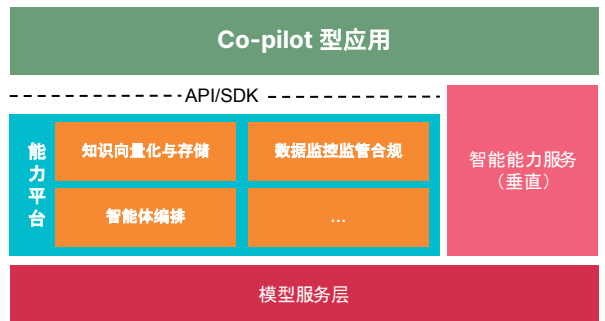 Co-pilot 型应用
API/SDK
能力平台
知识向量化与存储
数据监控监管合规
智能体编排
…
智能能力服务
（垂直）
模型服务层